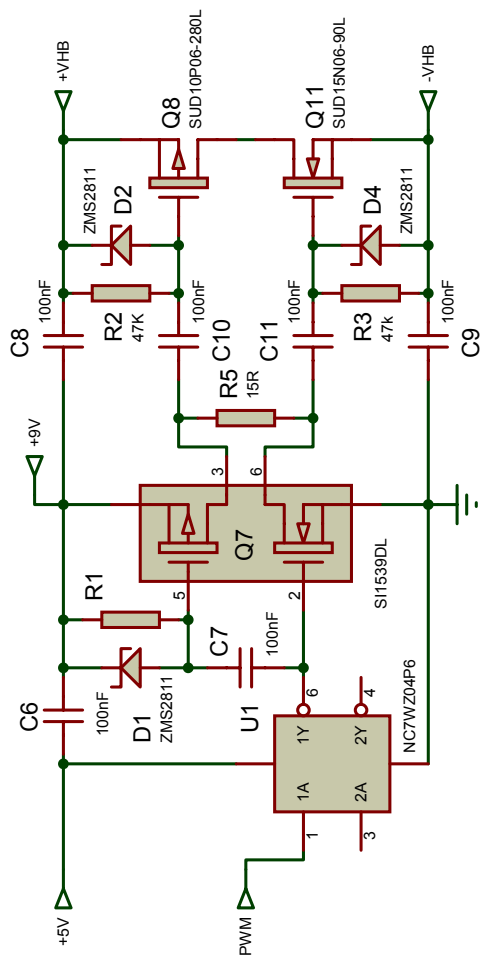 +5V
PWM
C6
100nF
D1
ZMS2811
R1
C7
100nF
U1
1A
1Y
2A
2Y
1
6
3
4
NC7WZ04P6
+9V
Q7
5
2
3
6
SI1539DL
R5
15R
C8
100nF
R2
47K
D2
ZMS2811
C10
100nF
C11
100nF
R3
47k
D4
ZMS2811
C9
100nF
+VHB
Q8
SUD10P06-280L
Q11
SUD15N06-90L
-VHB